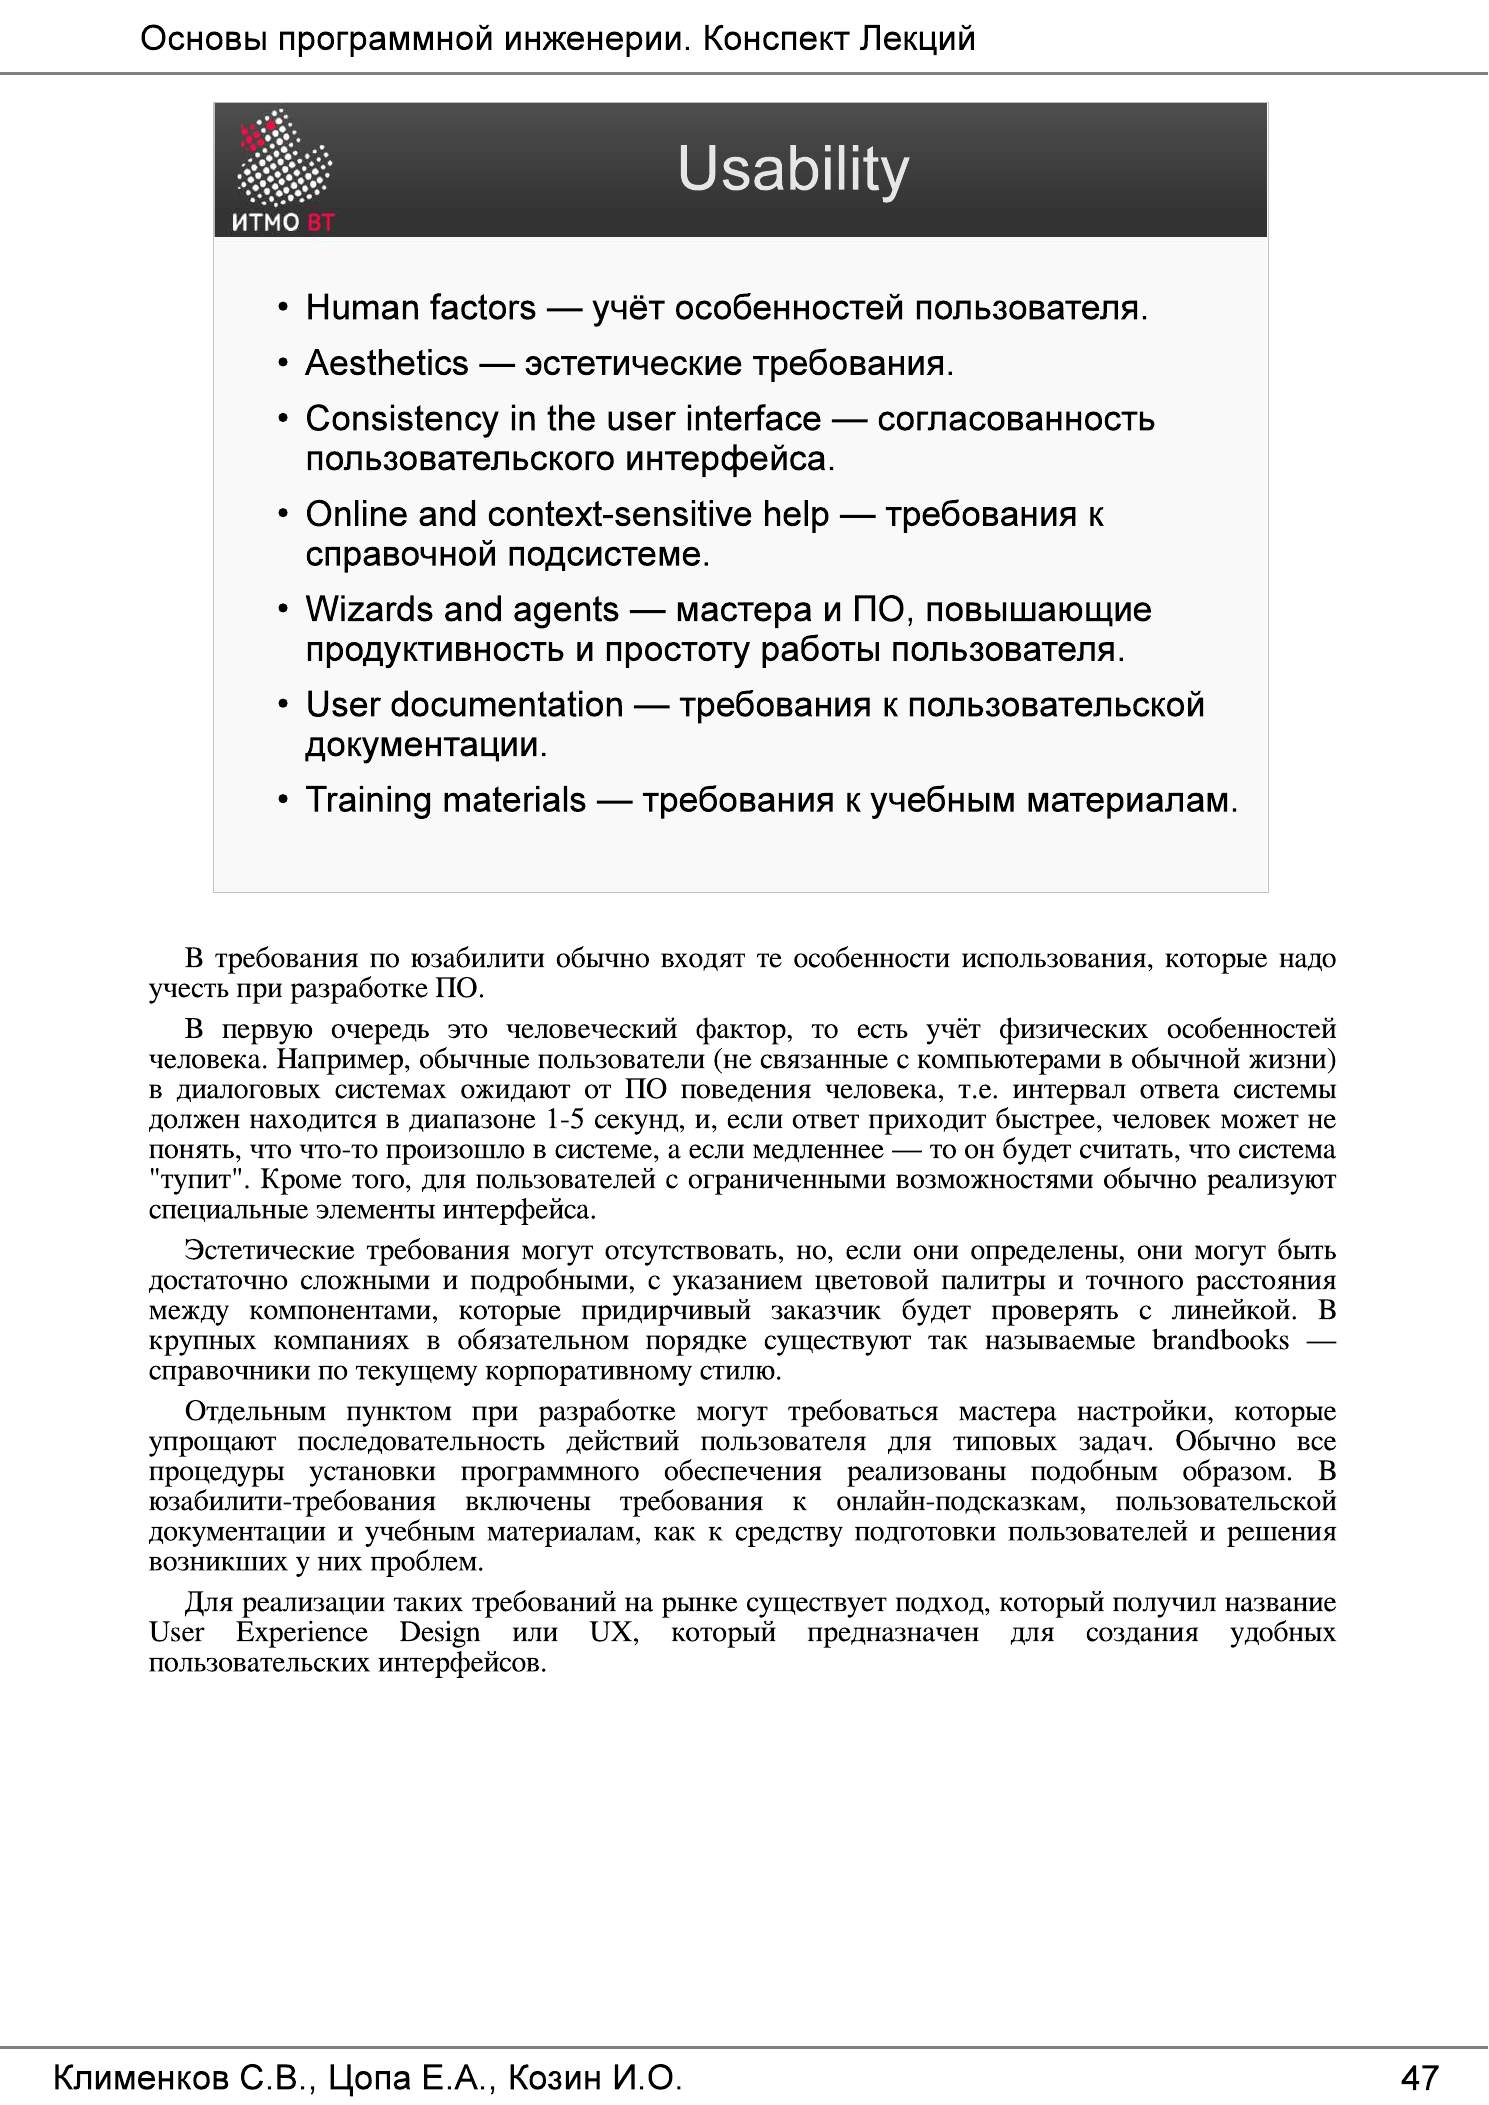 Основы программной инженерии. Конспект Лекций
ИТМО ВТ
Usability
• Human factors — учёт особенностей пользователя.
• Aesthetics — эстетические требования.
• Consistency in the user interface — согласованность
пользовательского интерфейса.
• Online and context-sensitive help — требования к
справочной подсистеме.
• Wizards and agents — мастера и ПО, повышающие
продуктивность и простоту работы пользователя.
• User documentation — требования к пользовательской
документации.
• Training materials — требования к учебным материалам.
В требования по юзабилити обычно входят те особенности использования, которые надо
учесть при разработке ПО.
В первую очередь это человеческий фактор, то есть учёт физических особенностей
человека. Например, обычные пользователи (не связанные с компьютерами в обычной жизни)
в диалоговых системах ожидают от ПО поведения человека, т.е. интервал ответа системы
должен находится в диапазоне 1-5 секунд, и, если ответ приходит быстрее, человек может не
понять, что что-то произошло в системе, а если медленнее — то он будет считать, что система
"тупит". Кроме того, для пользователей с ограниченными возможностями обычно реализуют
специальные элементы интерфейса.
Эстетические требования могут отсутствовать, но, если они определены, они могут быть
достаточно сложными и подробными, с указанием цветовой палитры и точного расстояния
между компонентами, которые придирчивый заказчик будет проверять с линейкой. В
крупных компаниях в обязательном порядке существуют так называемые brandbooks —
справочники по текущему корпоративному стилю.
Отдельным пунктом при разработке могут требоваться мастера настройки, которые
упрощают последовательность действий пользователя для типовых задач. Обычно все
процедуры установки программного обеспечения реализованы подобным образом. В
юзабилити-требования включены требования к онлайн-подсказкам, пользовательской
документации и учебным материалам, как к средству подготовки пользователей и решения
возникших у них проблем.
Для реализации таких требований на рынке существует подход, который получил название
User Experience Design или UX, который предназначен для создания удобных
пользовательских интерфейсов.
Клименков С.В., Цопа Е.А., Козин И.О.
47